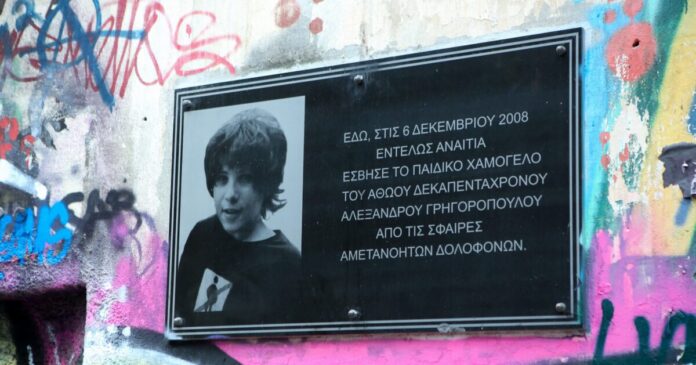 ΕΔΩ, ΣΤΙΣ 6 ΔΕΚΕΜΒΡΙΟΥ 2008
ΕΝΤΕΛΩΣ ΑΝΑΙΤΙΑ
ΕΣΒΗΣΕ ΤΟ ΠΑΙΔΙΚΟ ΧΑΜΟΓΕΛΟ
ΤΟΥ ΑΘΩΟΥ ΔΕΚΑΠΕΝΤΑΧΡΟΝΟΥ
ΑΛΕΞΑΝΔΡΟΥ ΓΡΗΓΟΡΟΠΟΥΛΟΥ
ΑΠΟ ΤΙΣ ΣΦΑΙΡΕΣ
ΑΜΕΤΑΝΟΗΤΩΝ ΔΟΛΟΦΟΝΩΝ.